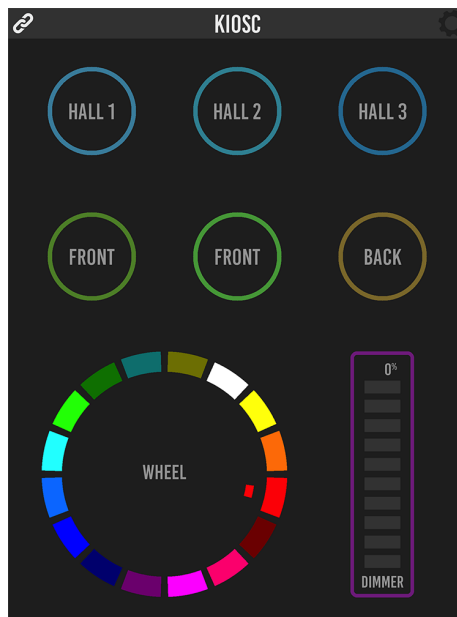 KIOSC
HALL 1
HALL 2
HALL 3
FRONT
FRONT
BACK
0%
WHEEL
DIMMER